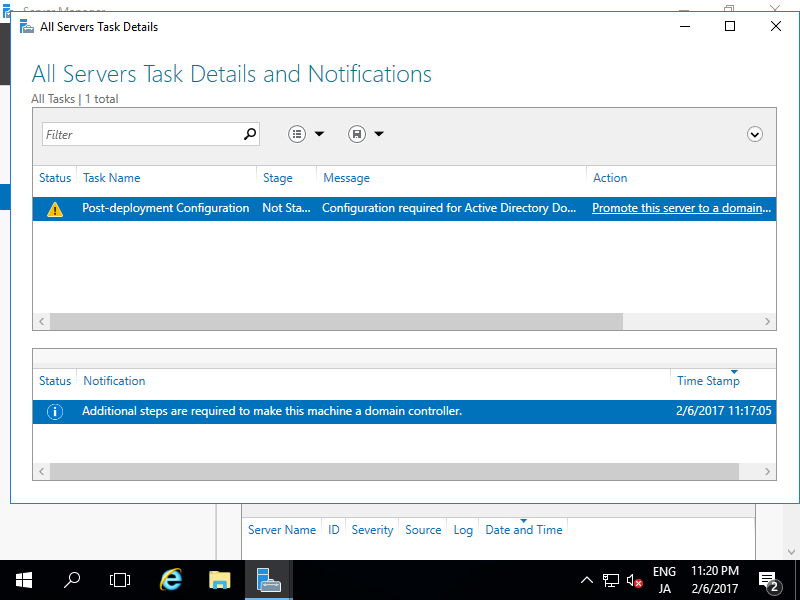 Server Manager
All Servers Task Details
All Servers Task Details and Notifications
All Tasks | 1 total
Filter
Status Task Name Stage Message Action
Post-deployment Configuration Not Sta... Configuration required for Active Directory Do... Promote this server to a domain...
Status Notification Time Stamp
Additional steps are required to make this machine a domain controller. 2/6/2017 11:17:05
Server Name ID Severity Source Log Date and Time
ENG 11:20 PM
JA 2/6/2017
2